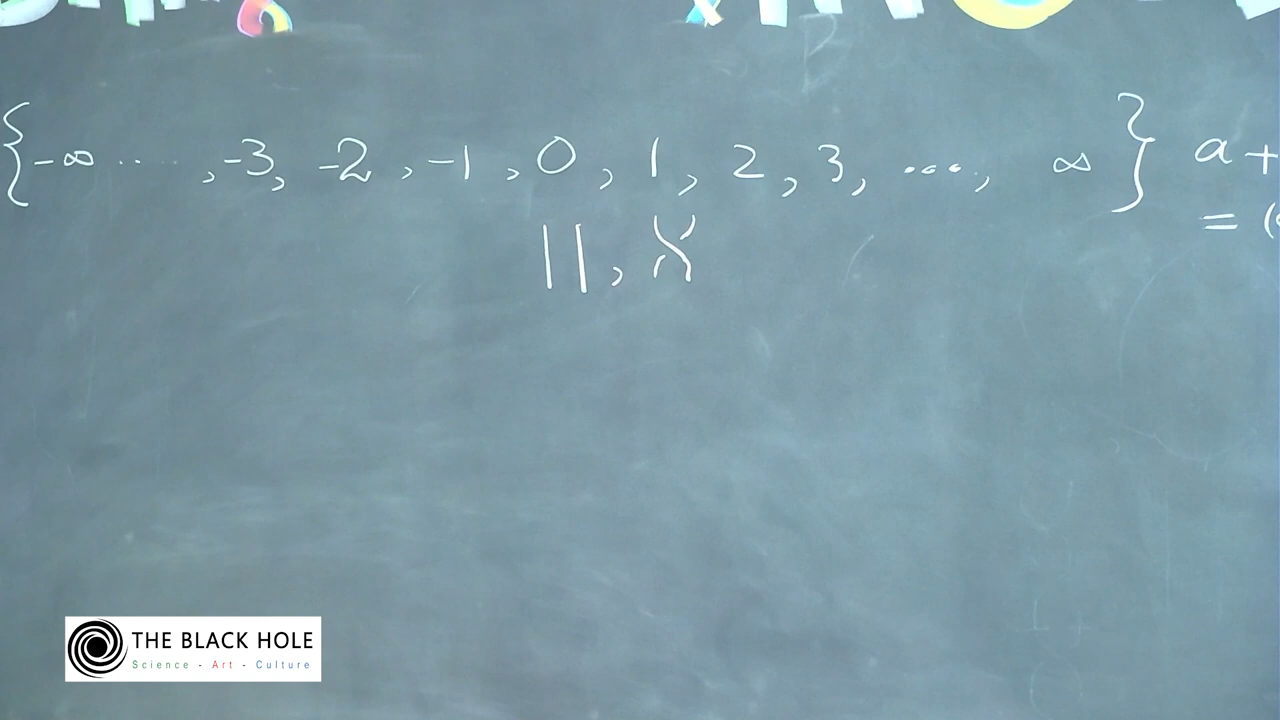 {-∞ ....., -3, -2, -1, 0, 1, 2, 3, ...., ∞} a +
= (
||, X
THE BLACK HOLE
Science - Art - Culture